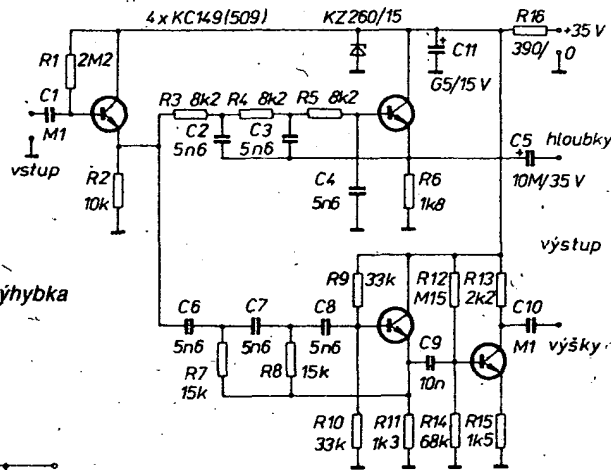 4 x KC149(509)
KZ260/15
R16
+35 V
390/
0
R1
2M2
C11
G5/15 V
C1
M1
R3 8k2 R4 8k2 R5 8k2
C2
5n6
C3
5n6
C5
hloubky
10M/35 V
vstup
R2
10k
C4
5n6
R6
1k8
výstup
ýhybka
R9
33k
R12
M15
R13
2k2
C6
5n6
C7
5n6
C8
5n6
C10
M1
výšky
C9
10n
R7
15k
R8
15k
R10
33k
R11
1k3
R14
68k
R15
1k5